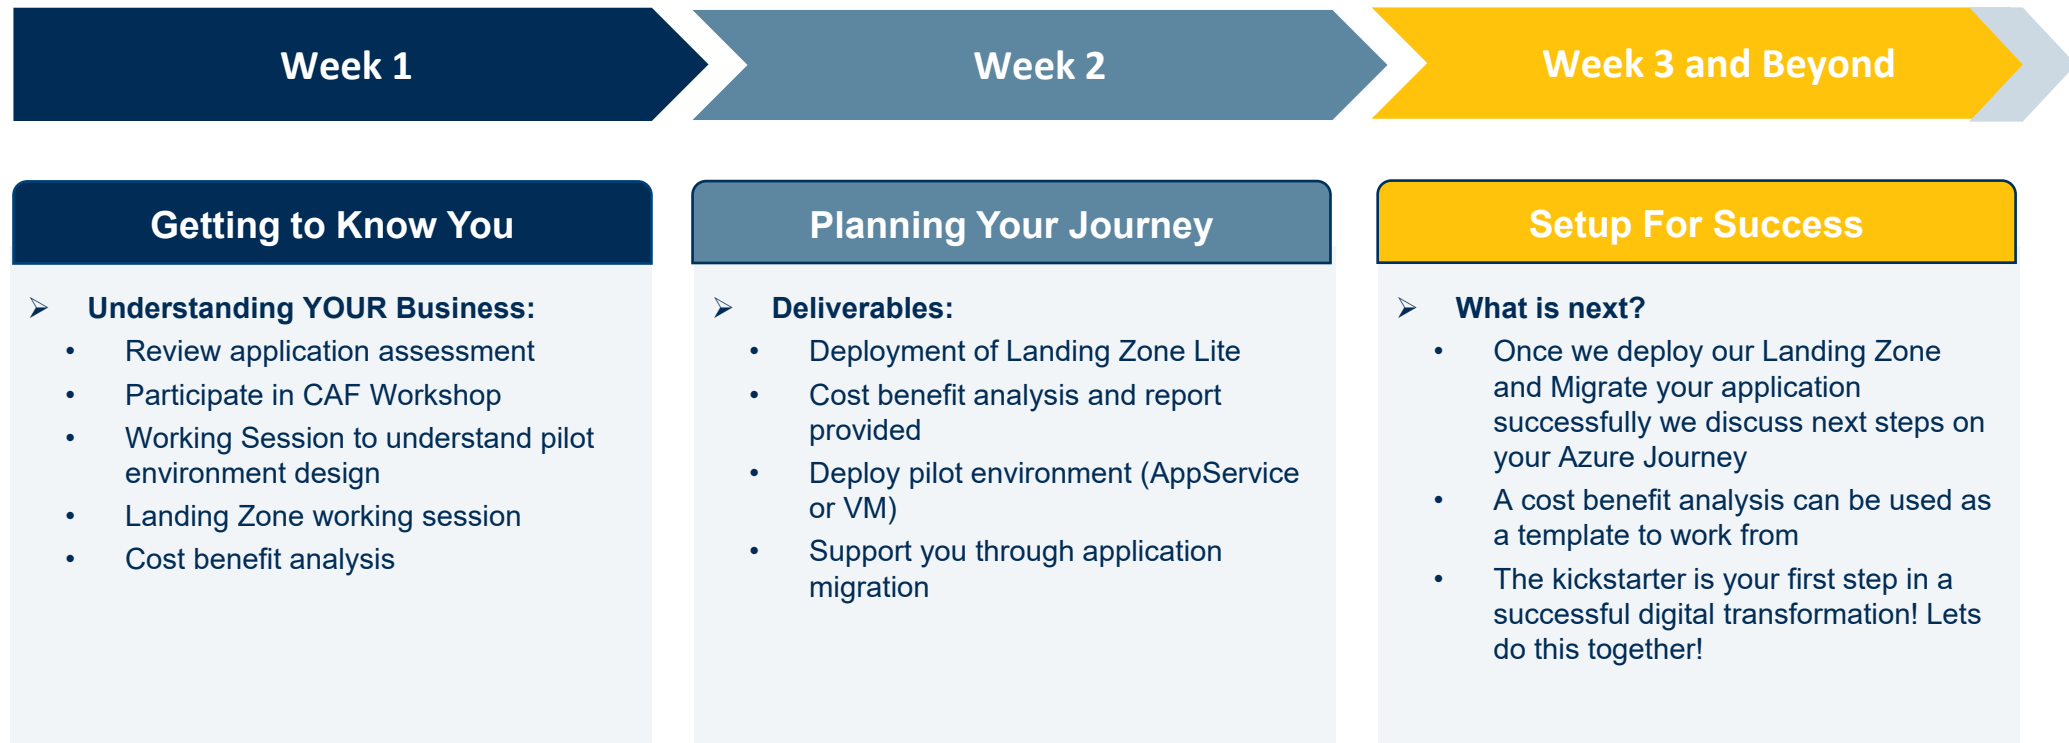 Week 1
Week 2
Week 3 and Beyond
Getting to Know You
➢ Understanding YOUR Business:
• Review application assessment
• Participate in CAF Workshop
• Working Session to understand pilot
environment design
• Landing Zone working session
• Cost benefit analysis
Planning Your Journey
➢ Deliverables:
• Deployment of Landing Zone Lite
• Cost benefit analysis and report
provided
• Deploy pilot environment (AppService
or VM)
• Support you through application
migration
Setup For Success
➢ What is next?
• Once we deploy our Landing Zone
and Migrate your application
successfully we discuss next steps on
your Azure Journey
• A cost benefit analysis can be used as
a template to work from
• The kickstarter is your first step in a
successful digital transformation! Lets
do this together!